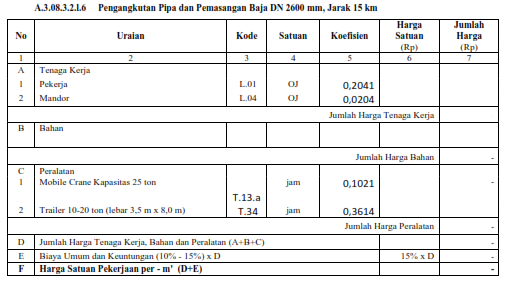 A.3.08.3.2.l.6 Pengangkutan Pipa dan Pemasangan Baja DN 2600 mm, Jarak 15 km
No Uraian Kode Satuan Koefisien Harga Satuan (Rp) Jumlah Harga (Rp)
1 2 3 4 5 6 7
A Tenaga Kerja
1 Pekerja L.01 OJ 0,2041
2 Mandor L.04 OJ 0,0204
Jumlah Harga Tenaga Kerja
B Bahan
Jumlah Harga Bahan -
C Peralatan
1 Mobile Crane Kapasitas 25 ton T.13.a jam 0,1021 -
2 Trailer 10-20 ton (lebar 3,5 m x 8,0 m) T.34 jam 0,3614
Jumlah Harga Peralatan -
D Jumlah Harga Tenaga Kerja, Bahan dan Peralatan (A+B+C) -
E Biaya Umum dan Keuntungan (10% - 15%) x D 15% x D -
F Harga Satuan Pekerjaan per - m' (D+E) -